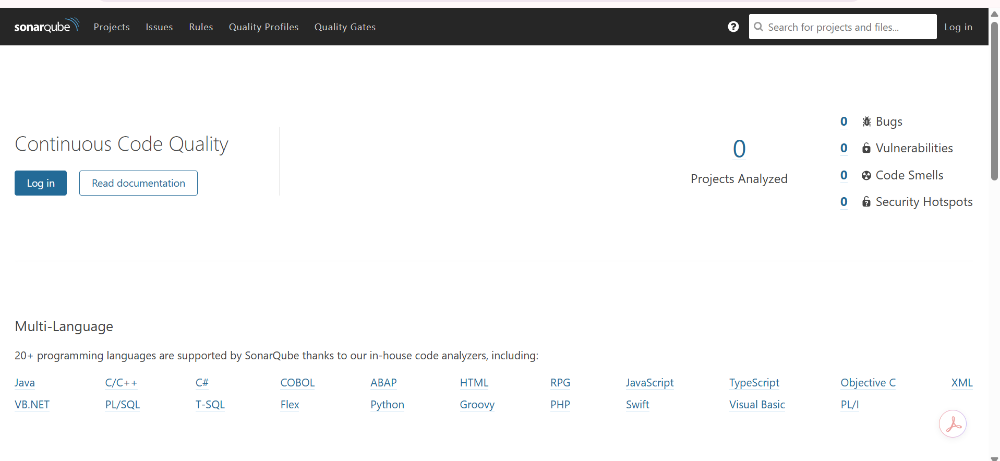 sonarqube Projects Issues Rules Quality Profiles Quality Gates ? Search for projects and files... Log in
Continuous Code Quality
Log in Read documentation
0
Projects Analyzed
0 Bugs
0 Vulnerabilities
0 Code Smells
0 Security Hotspots
Multi-Language
20+ programming languages are supported by SonarQube thanks to our in-house code analyzers, including:
Java C/C++ C# COBOL ABAP HTML RPG JavaScript TypeScript Objective C XML
VB.NET PL/SQL T-SQL Flex Python Groovy PHP Swift Visual Basic PL/I